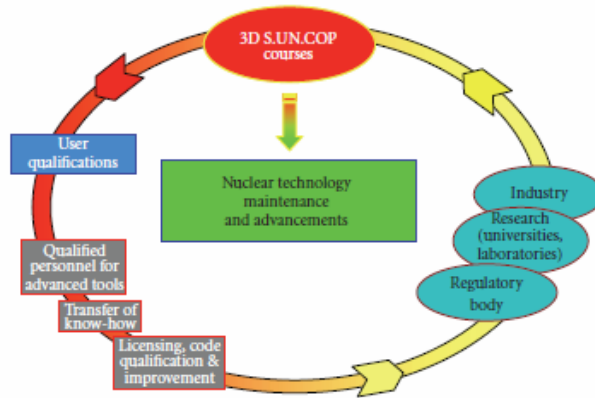 3D S.UN.COP
courses
User
qualifications
Nuclear technology
maintenance
and advancements
Industry
Research
(universities,
laboratories)
Regulatory
body
Qualified
personnel for
advanced tools
Transfer of
know-how
Licensing, code
qualification &
improvement